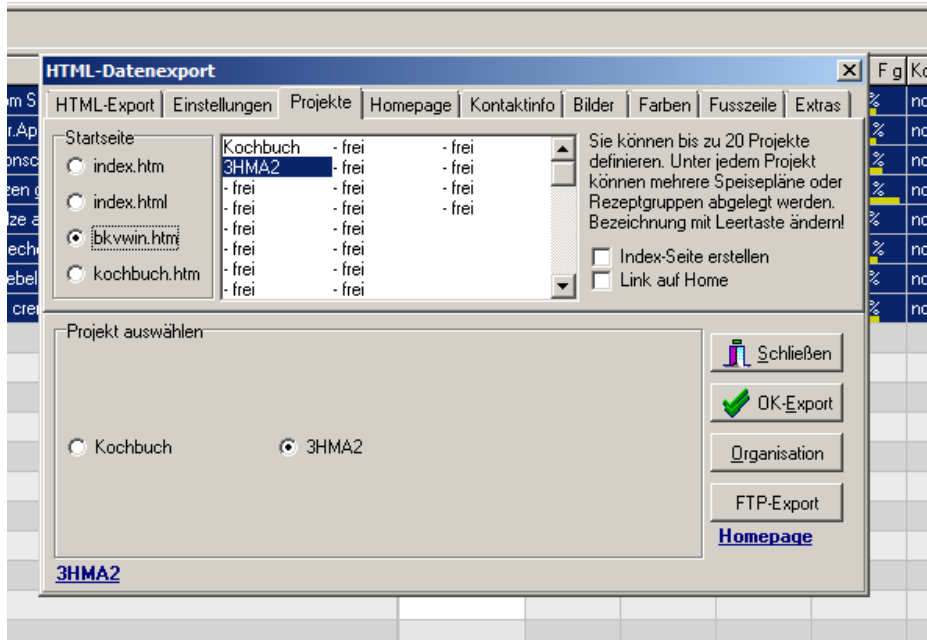 HTML-Datenexport
HTML-Export Einstellungen Projekte Homepage Kontaktinfo Bilder Farben Fusszeile Extras
Startseite
index.htm
index.html
bkvwin.htm
kochbuch.htm
Kochbuch - frei - frei
3HMA2 - frei - frei
- frei - frei - frei
- frei - frei - frei
- frei - frei
- frei - frei
- frei - frei
- frei - frei
Sie können bis zu 20 Projekte
definieren. Unter jedem Projekt
können mehrere Speisepläne oder
Rezeptgruppen abgelegt werden.
Bezeichnung mit Leertaste ändern!
Index-Seite erstellen
Link auf Home
Projekt auswählen
Kochbuch 3HMA2
Schließen
OK-Export
Organisation
FTP-Export
Homepage
3HMA2
F g
%
%
%
%
%
%
%
%